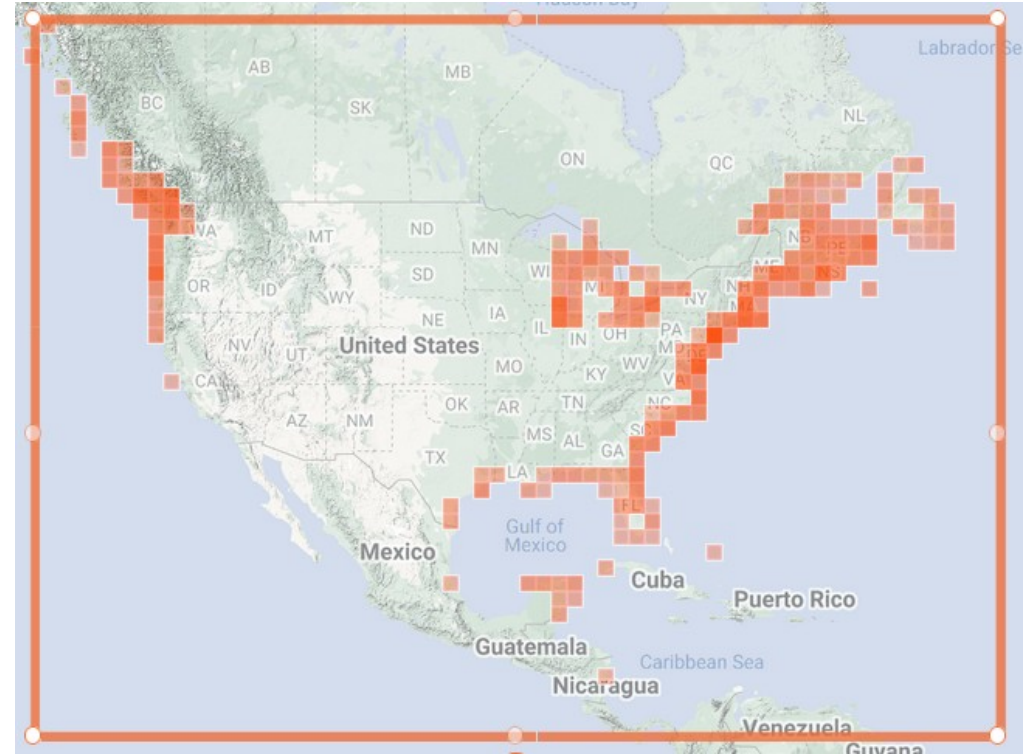 Hudson Bay
Labrador Se
AB
MB
BC
SK
NL
ON
QC
WA
MT
ND
MN
NB
PE
ME
NS
OR
ID
WY
SD
WI
MI
NY
NH
MA
NE
IA
IL
IN
OH
PA
NV
UT
United States
MO
WV
MD
DE
CA
KY
VA
AZ
NM
OK
AR
TN
NC
MS
AL
SC
GA
TX
LA
FL
Gulf of
Mexico
Mexico
Cuba
Puerto Rico
Guatemala
Caribbean Sea
Nicaragua
Venezuela
Guyana